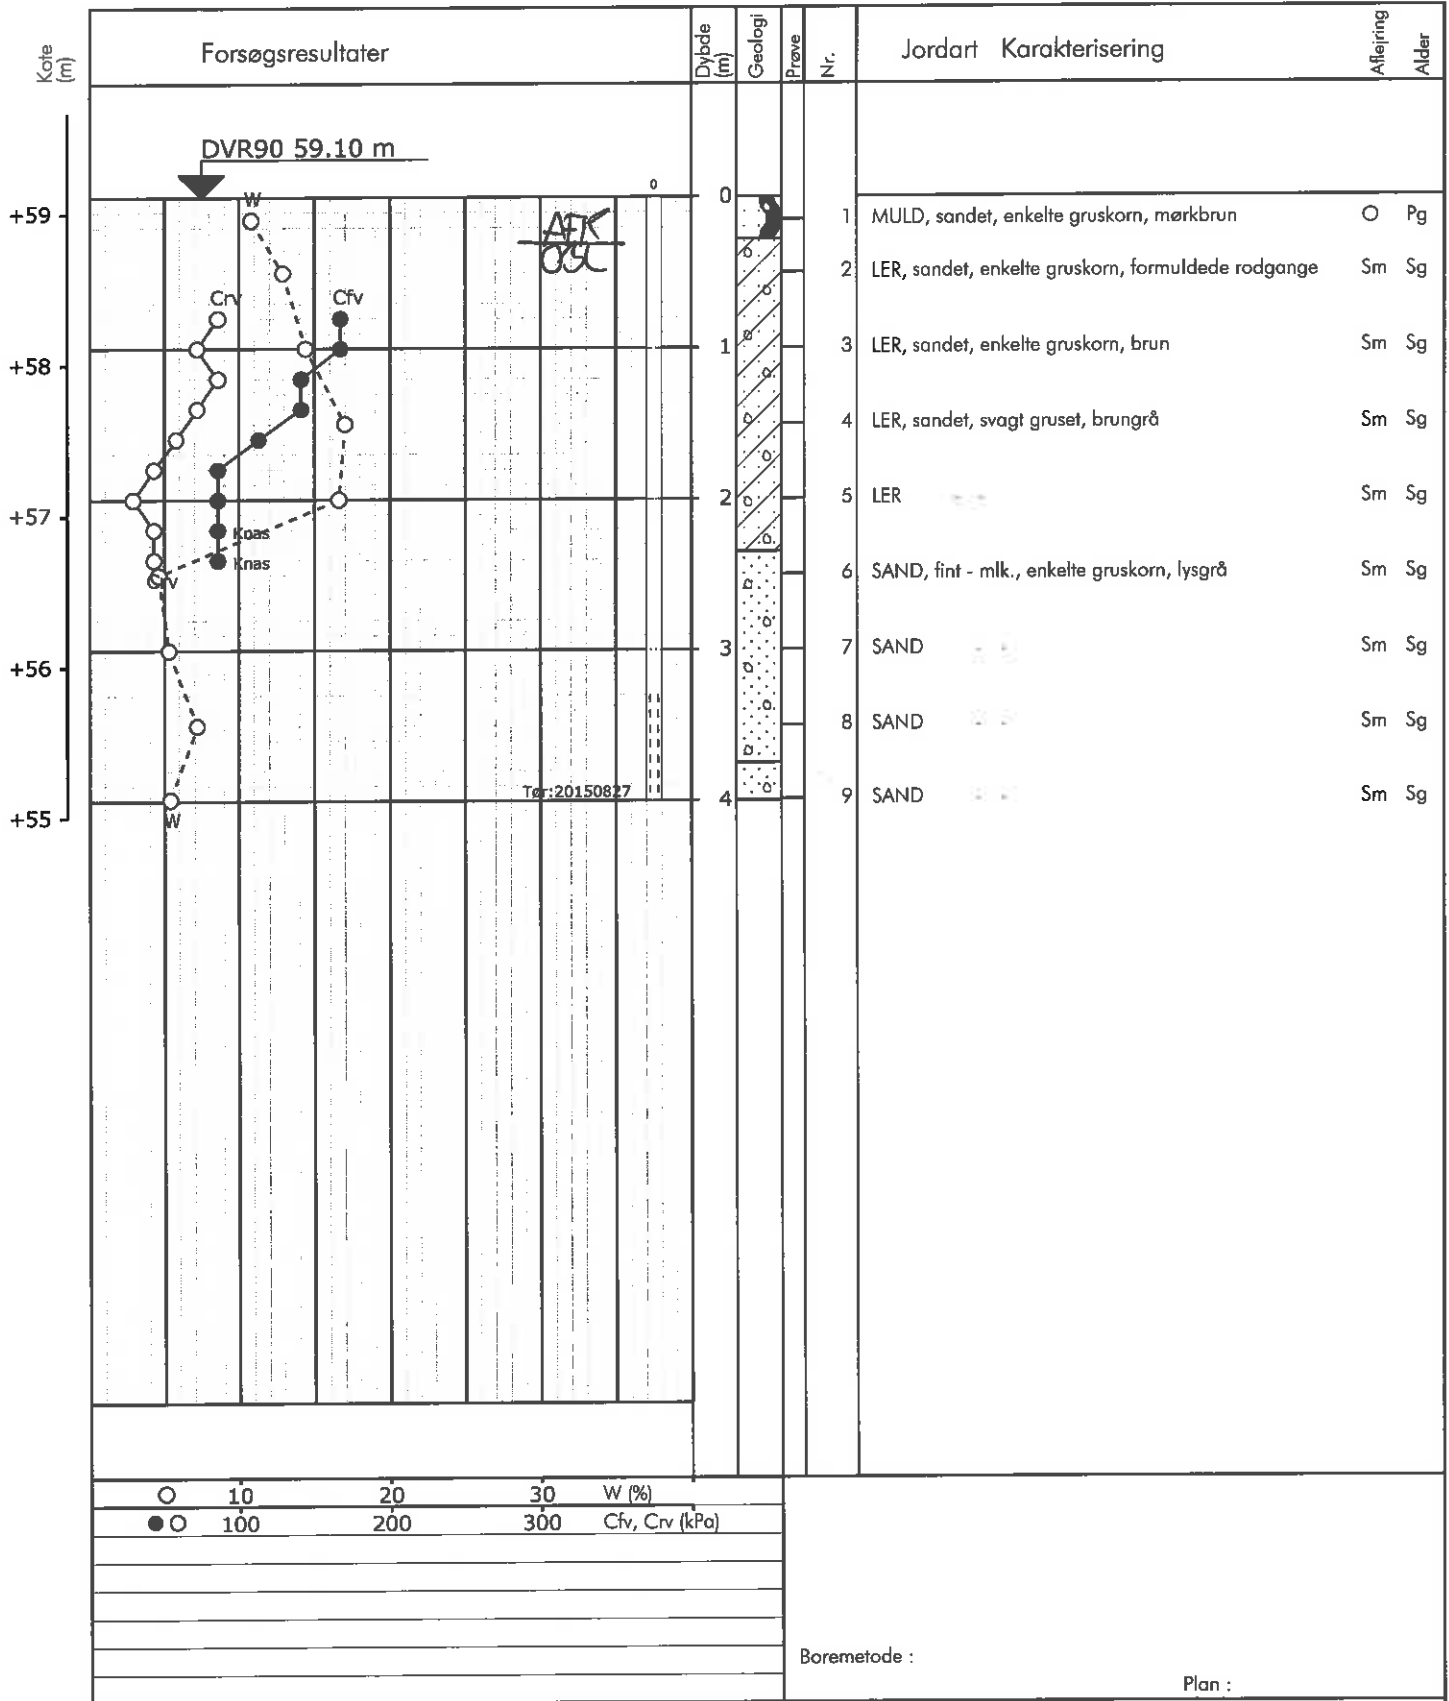 Kote (m)
Forsøgsresultater
Dybde (m)
Geologi
Prøve
Nr.
Jordart Karakterisering
Aflejring
Alder
DVR90 59.10 m
W
0
0
+59
AFK
OSL
1 MULD, sandet, enkelte gruskorn, mørkbrun O Pg
2 LER, sandet, enkelte gruskorn, formuldede rodgange Sm Sg
Crv
Cfv
+58
1
3 LER, sandet, enkelte gruskorn, brun Sm Sg
4 LER, sandet, svagt gruset, brungrå Sm Sg
+57
2
5 LER Sm Sg
Knas
Knas
Crv
6 SAND, fint - mlk., enkelte gruskorn, lysgrå Sm Sg
+56
3
7 SAND Sm Sg
8 SAND Sm Sg
Tør:20150827
4
9 SAND Sm Sg
+55
W
10 20 30 W (%)
100 200 300 Cfv, Crv (kPa)
Boremetode :
Plan :